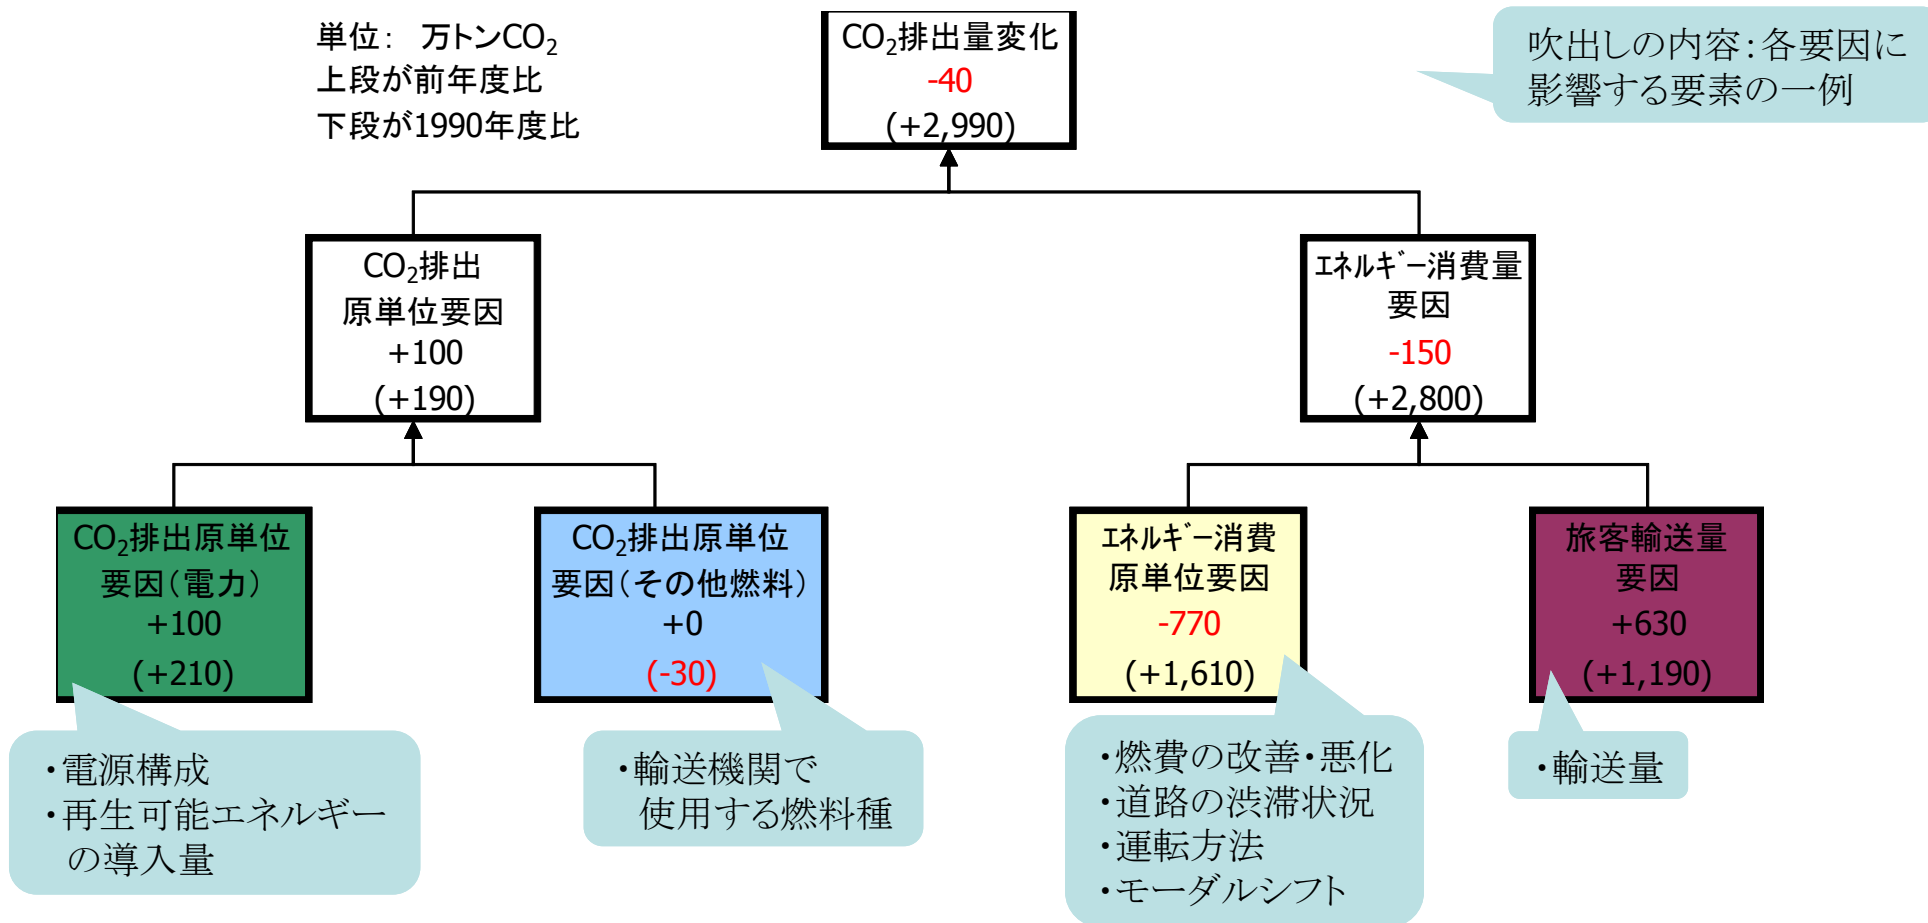 単位： 万トンCO₂
上段が前年度比
下段が1990年度比
CO₂排出量変化
-40
(+2,990)
吹出しの内容：各要因に
影響する要素の一例
CO₂排出
原単位要因
+100
(+190)
ｴﾈﾙｷﾞｰ消費量
要因
-150
(+2,800)
CO₂排出原単位
要因（電力）
+100
(+210)
CO₂排出原単位
要因（その他燃料）
+0
(-30)
ｴﾈﾙｷﾞｰ消費
原単位要因
-770
(+1,610)
旅客輸送量
要因
+630
(+1,190)
・電源構成
・再生可能エネルギー
の導入量
・輸送機関で
使用する燃料種
・燃費の改善・悪化
・道路の渋滞状況
・運転方法
・モーダルシフト
・輸送量